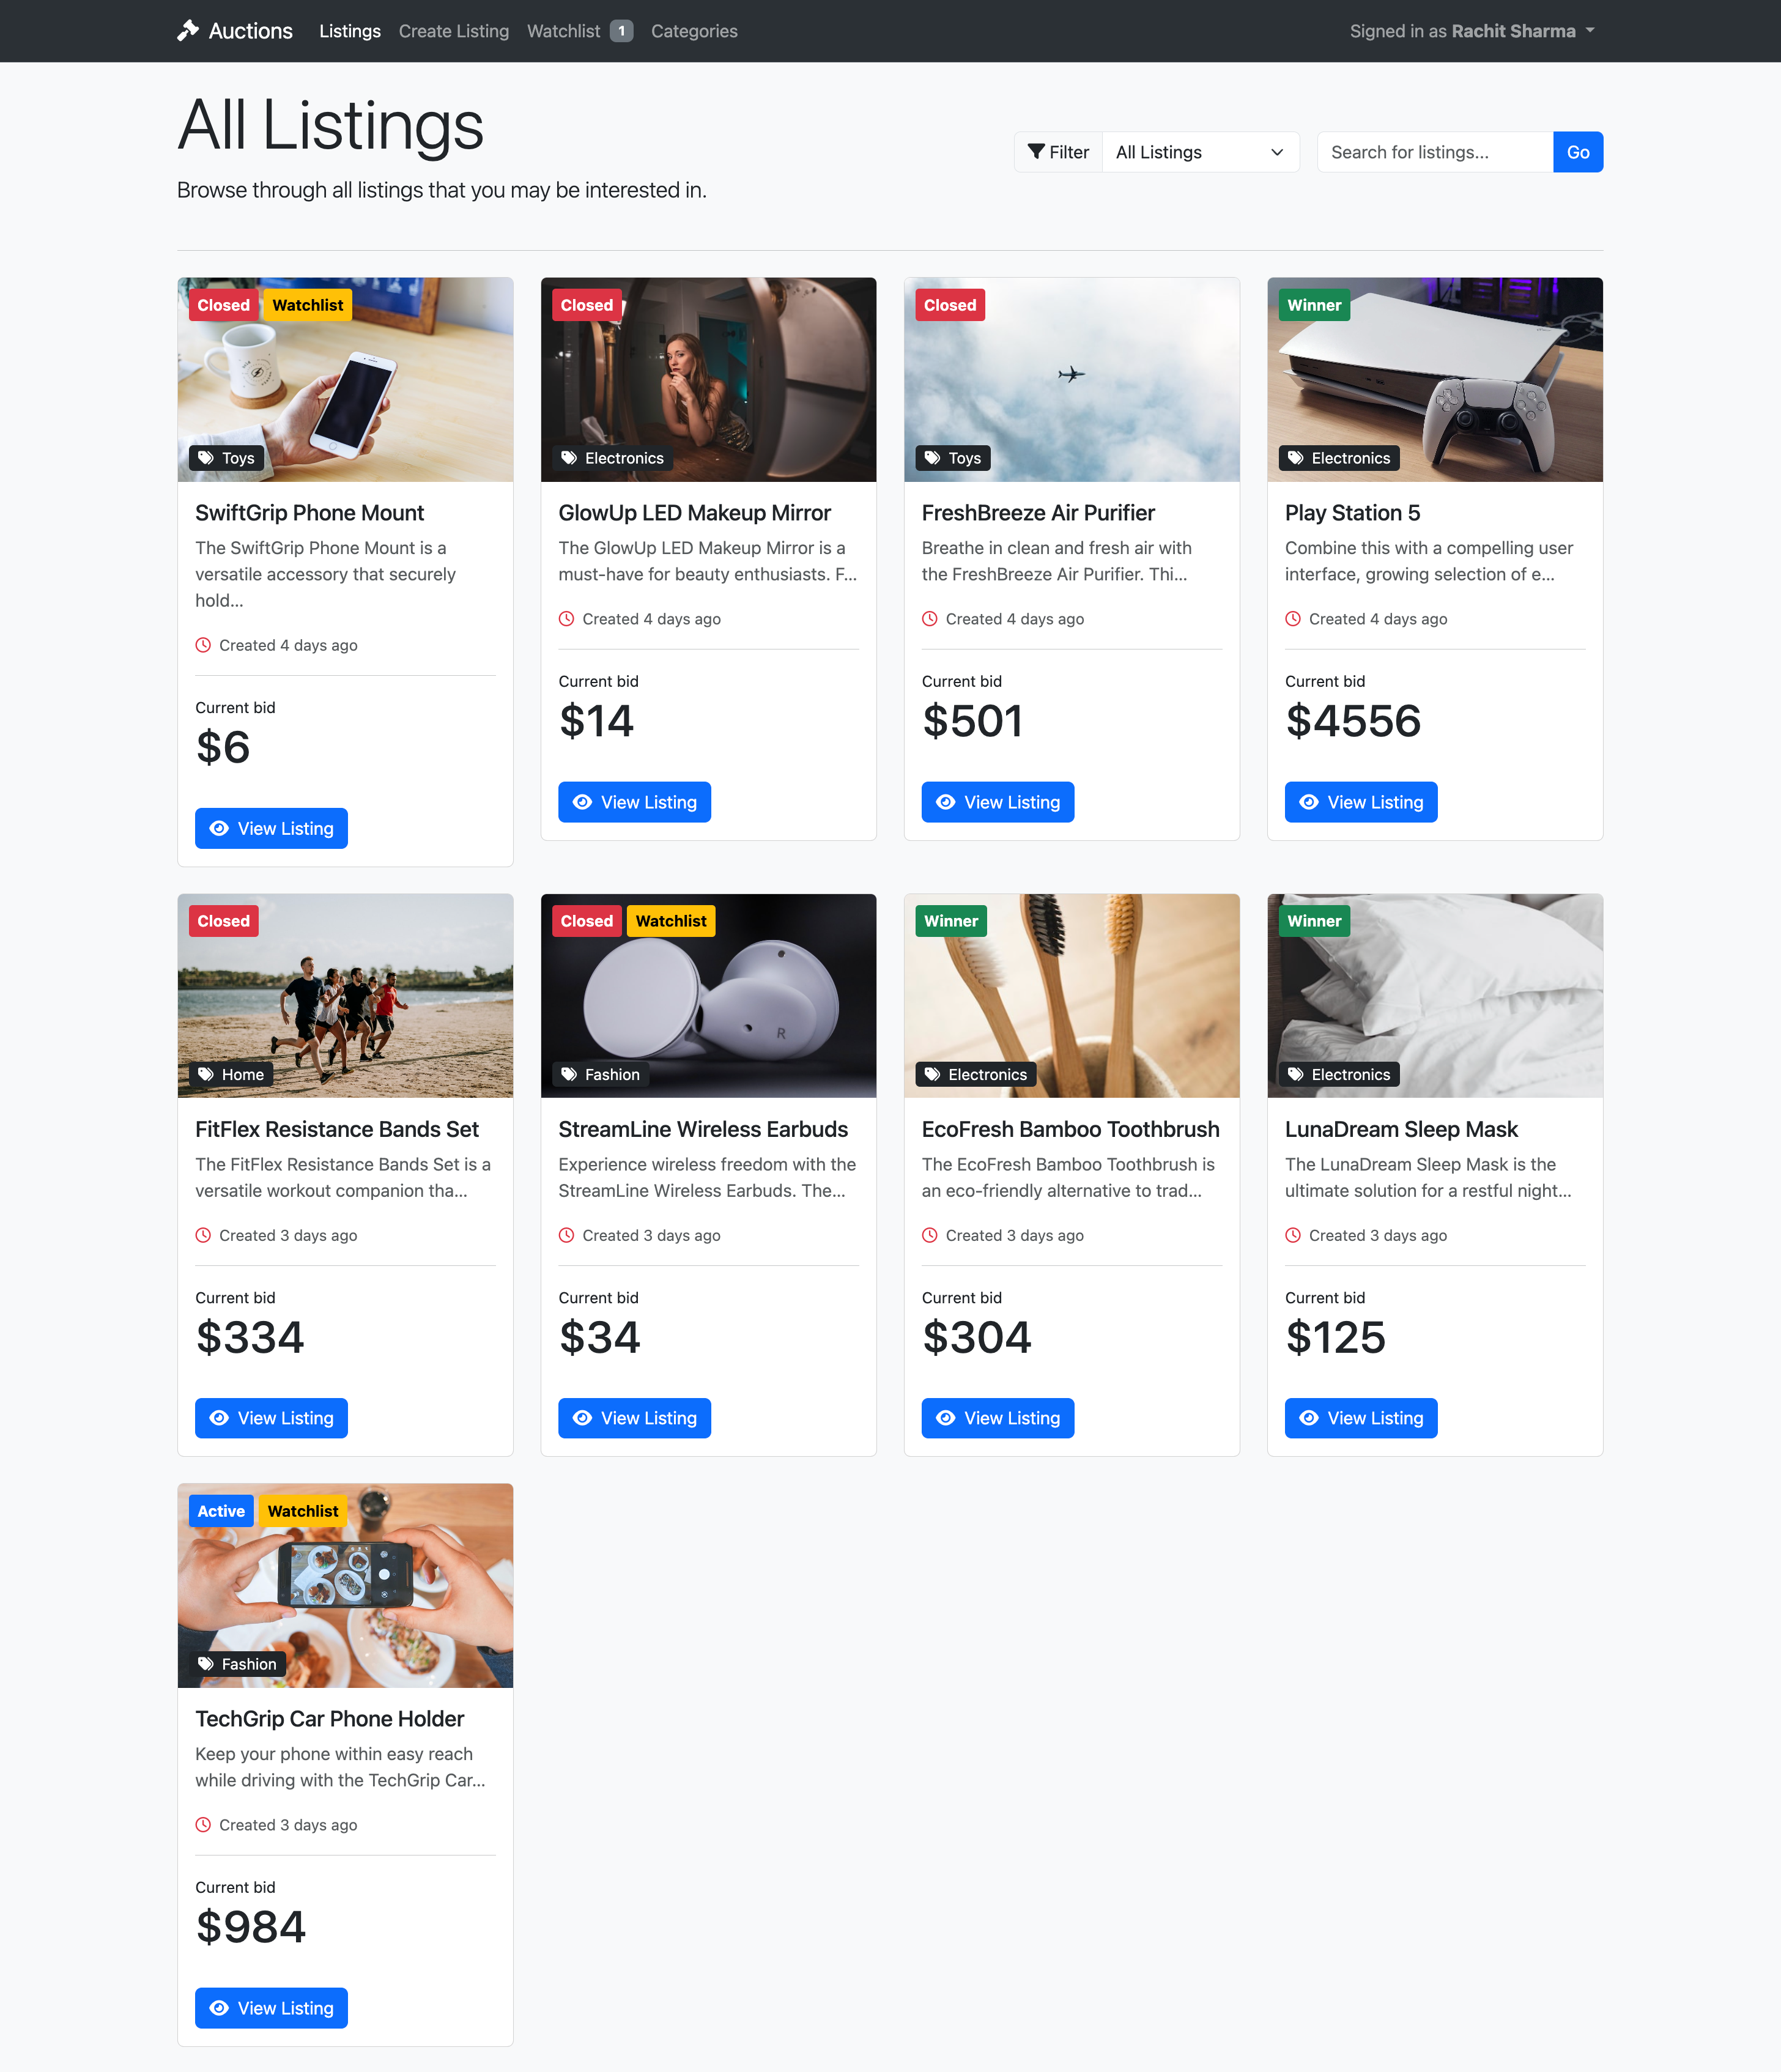 Auctions Listings Create Listing Watchlist 1 Categories Signed in as Rachit Sharma
All Listings
Filter All Listings Search for listings... Go
Browse through all listings that you may be interested in.
Closed Watchlist
Toys
SwiftGrip Phone Mount
The SwiftGrip Phone Mount is a
versatile accessory that securely
hold...
Created 4 days ago
Current bid
$6
View Listing
Closed
Electronics
GlowUp LED Makeup Mirror
The GlowUp LED Makeup Mirror is a
must-have for beauty enthusiasts. F...
Created 4 days ago
Current bid
$14
View Listing
Closed
Toys
FreshBreeze Air Purifier
Breathe in clean and fresh air with
the FreshBreeze Air Purifier. Thi...
Created 4 days ago
Current bid
$501
View Listing
Winner
Electronics
Play Station 5
Combine this with a compelling user
interface, growing selection of e...
Created 4 days ago
Current bid
$4556
View Listing
Closed
Home
FitFlex Resistance Bands Set
The FitFlex Resistance Bands Set is a
versatile workout companion tha...
Created 3 days ago
Current bid
$334
View Listing
Closed Watchlist
R
Fashion
StreamLine Wireless Earbuds
Experience wireless freedom with the
StreamLine Wireless Earbuds. The...
Created 3 days ago
Current bid
$34
View Listing
Winner
Electronics
EcoFresh Bamboo Toothbrush
The EcoFresh Bamboo Toothbrush is
an eco-friendly alternative to trad...
Created 3 days ago
Current bid
$304
View Listing
Winner
Electronics
LunaDream Sleep Mask
The LunaDream Sleep Mask is the
ultimate solution for a restful night...
Created 3 days ago
Current bid
$125
View Listing
Active Watchlist
Fashion
TechGrip Car Phone Holder
Keep your phone within easy reach
while driving with the TechGrip Car...
Created 3 days ago
Current bid
$984
View Listing